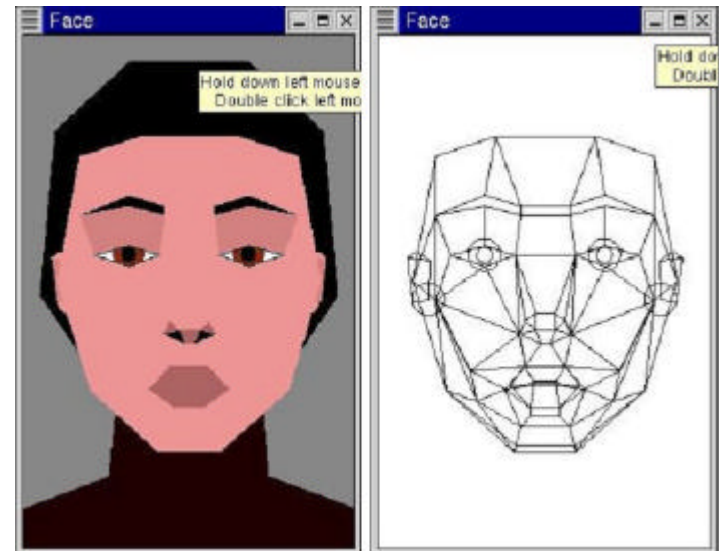 Face
Hold down left mouse
Double click left mo
Face
Hold do
Doubl